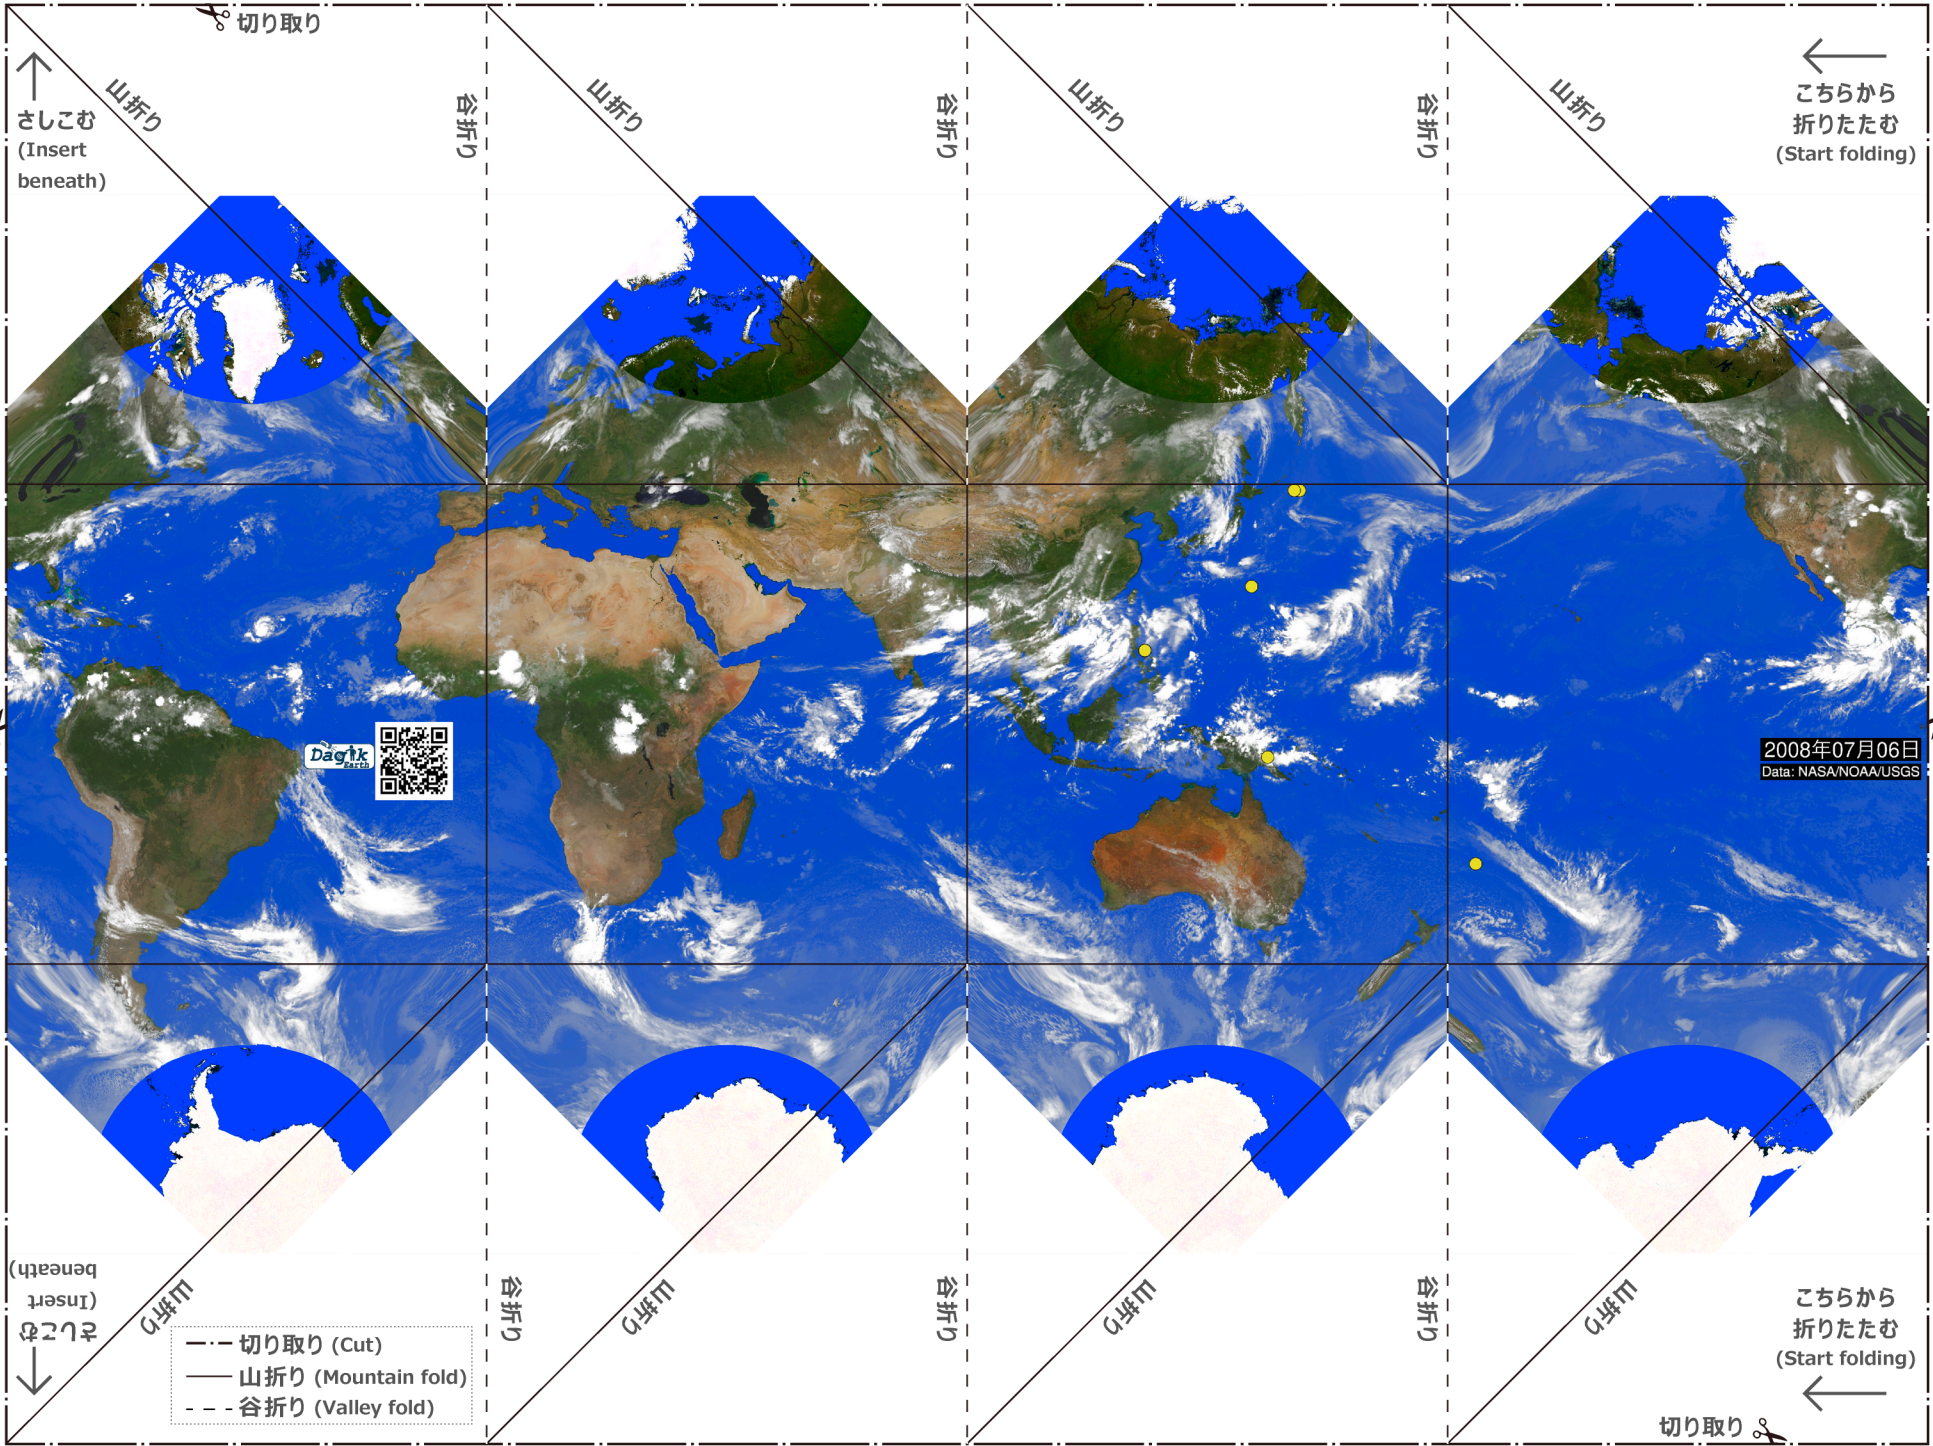 切り取り
山折り
谷折り
山折り
谷折り
山折り
谷折り
山折り
さしこむ
(Insert
beneath)
こちらから
折りたたむ
(Start folding)
Dagik
Earth
2008年07月06日
Data: NASA/NOAA/USGS
さしこむ
(Insert
beneath)
山折り
谷折り
山折り
谷折り
山折り
谷折り
山折り
こちらから
折りたたむ
(Start folding)
切り取り (Cut)
山折り (Mountain fold)
谷折り (Valley fold)
切り取り